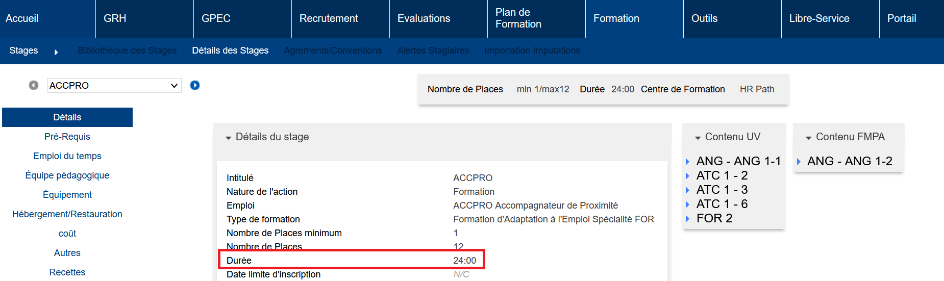 Accueil GRH GPEC Recrutement Evaluations Plan de Formation Formation Outils Libre-Service Portail
Stages Bibliothèque des Stages Détails des Stages Agréments/Conventions Alertes Stagiaires Importation Imputations
ACCPRO
Nombre de Places min 1/max12 Durée 24:00 Centre de Formation HR Path
Détails
Pré-Requis
Emploi du temps
Équipe pédagogique
Équipement
Hébergement/Restauration
coût
Autres
Recettes
Détails du stage
Intitulé ACCPRO
Nature de l'action Formation
Emploi ACCPRO Accompagnateur de Proximité
Type de formation Formation d'Adaptation à l'Emploi Spécialité FOR
Nombre de Places minimum 1
Nombre de Places 12
Durée 24:00
Date limite d'inscription N/C
Contenu UV
ANG - ANG 1-1
ATC 1 - 2
ATC 1 - 3
ATC 1 - 6
FOR 2
Contenu FMPA
ANG - ANG 1-2